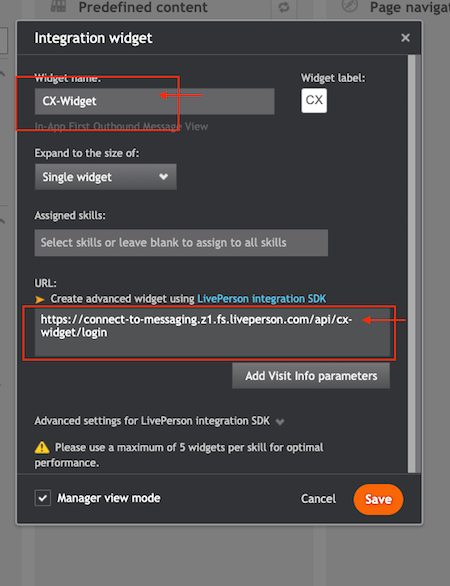 Predefined content
Page navigat
Integration widget
Widget name:
Widget label:
CX-Widget
CX
In-App First Outbound Message View
Expand to the size of:
Single widget
Assigned skills:
Select skills or leave blank to assign to all skills
URL:
Create advanced widget using LivePerson integration SDK
https://connect-to-messaging.z1.fs.liveperson.com/api/cx-
widget/login
Add Visit Info parameters
Advanced settings for LivePerson integration SDK
Please use a maximum of 5 widgets per skill for optimal
performance.
Manager view mode
Cancel
Save